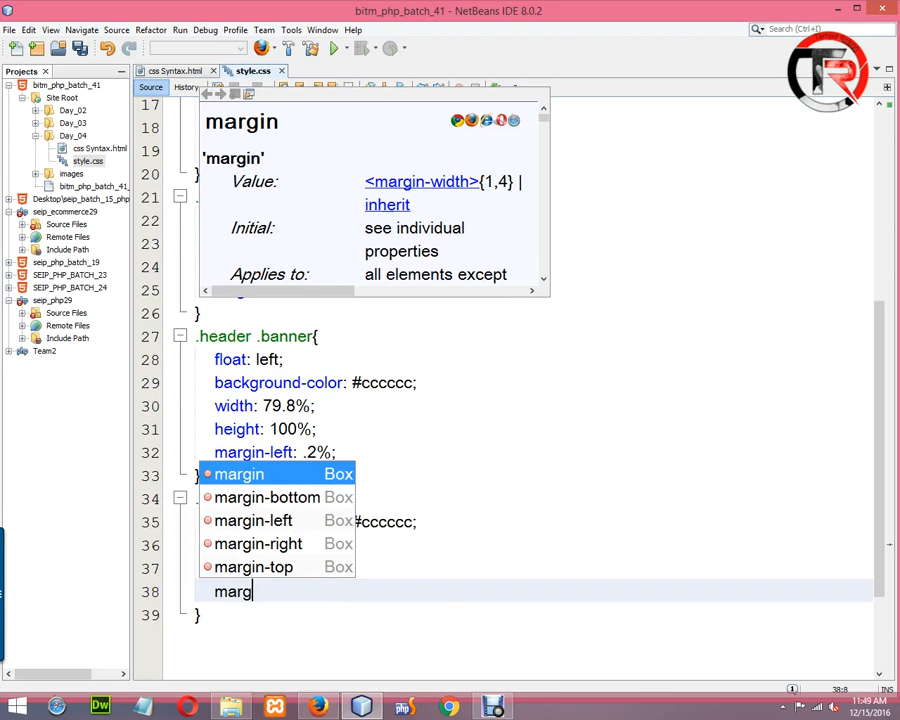 bitm_php_batch_41 - NetBeans IDE 8.0.2
File Edit View Navigate Source Refactor Run Debug Profile Team Tools Window Help
Search (Ctrl+I)
Projects
css Syntax.html
style.css
Source History
bitm_php_batch_41
Site Root
Day_02
Day_03
Day_04
css Syntax.html
style.css
images
bitm_php_batch_41_
Desktop\seip_batch_15_php
seip_ecommerce29
Source Files
Remote Files
Include Path
seip_php_batch_19
SEIP_PHP_BATCH_23
SEIP_PHP_BATCH_24
seip_php29
Source Files
Remote Files
Include Path
Team2
margin
'margin'
Value: <margin-width>{1,4} |
inherit
Initial: see individual
properties
Applies to: all elements except
17
18
19
20 }
21 .
22
23
24
25
26 }
27 .header .banner{
28 float: left;
29 background-color: #cccccc;
30 width: 79.8%;
31 height: 100%;
32 margin-left: .2%;
33 }
34 .
35 #cccccc;
36
37
38 marg
39 }
margin Box
margin-bottom Box
margin-left Box
margin-right Box
margin-top Box
1 38:8 INS
Dw
php
11:49 AM
12/15/2016